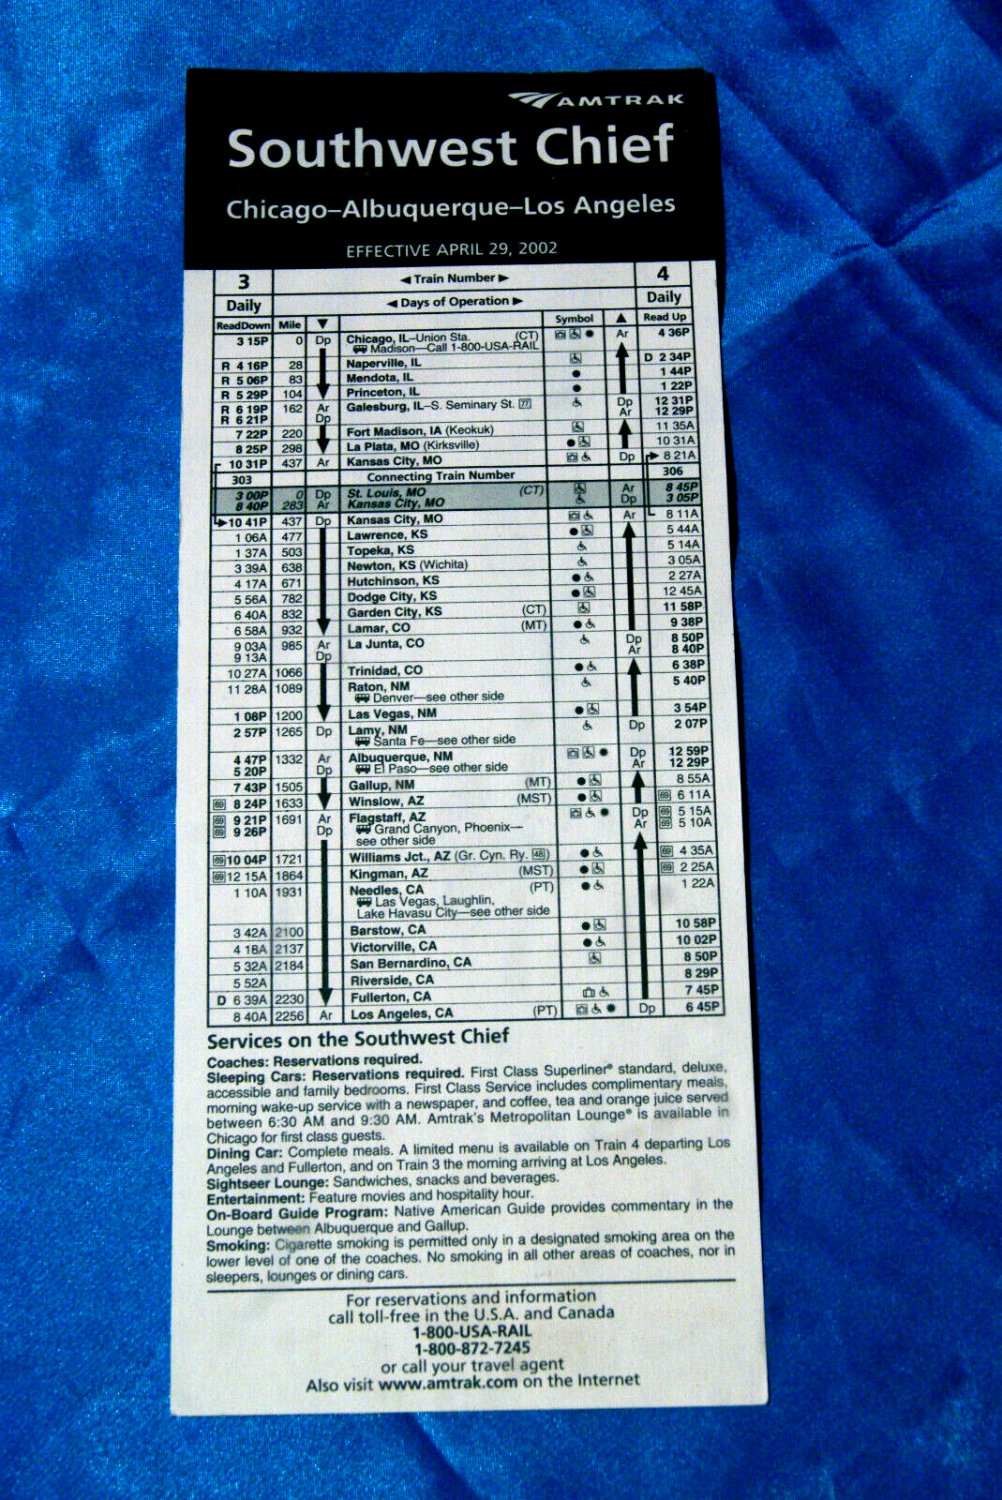 AMTRAK
Southwest Chief
Chicago–Albuquerque–Los Angeles
EFFECTIVE APRIL 29, 2002
3 ◄ Train Number ► 4
Daily ◄ Days of Operation ► Daily
ReadDown Mile ▼ Symbol ▲ Read Up
3 15P 0 Dp Chicago, IL–Union Sta. (CT) Ar 4 36P
Madison—Call 1-800-USA-RAIL
R 4 16P 28 Naperville, IL D 2 34P
R 5 06P 83 Mendota, IL 1 44P
R 5 29P 104 Princeton, IL 1 22P
R 6 19P 162 Ar Galesburg, IL–S. Seminary St. 77 Dp 12 31P
R 6 21P Dp Ar 12 29P
7 22P 220 Fort Madison, IA (Keokuk) 11 35A
8 25P 298 La Plata, MO (Kirksville) 10 31A
10 31P 437 Ar Kansas City, MO Dp 8 21A
303 Connecting Train Number 306
3 00P 0 Dp St. Louis, MO (CT) Ar 8 45P
8 40P 283 Ar Kansas City, MO Dp 3 05P
10 41P 437 Dp Kansas City, MO Ar 8 11A
1 06A 477 Lawrence, KS 5 44A
1 37A 503 Topeka, KS 5 14A
3 39A 638 Newton, KS (Wichita) 3 05A
4 17A 671 Hutchinson, KS 2 27A
5 56A 782 Dodge City, KS 12 45A
6 40A 832 Garden City, KS (CT) 11 58P
6 58A 932 Lamar, CO (MT) 9 38P
9 03A 985 Ar La Junta, CO Dp 8 50P
9 13A Dp Ar 8 40P
10 27A 1066 Trinidad, CO 6 38P
11 28A 1089 Raton, NM 5 40P
Denver—see other side
1 08P 1200 Las Vegas, NM 3 54P
2 57P 1265 Dp Lamy, NM Dp 2 07P
Santa Fe—see other side
4 47P 1332 Ar Albuquerque, NM Dp 12 59P
5 20P Dp El Paso—see other side Ar 12 29P
7 43P 1505 Gallup, NM (MT) 8 55A
69 8 24P 1633 Winslow, AZ (MST) 69 6 11A
69 9 21P 1691 Ar Flagstaff, AZ Dp 69 5 15A
69 9 26P Dp Grand Canyon, Phoenix— Ar 69 5 10A
see other side
69 10 04P 1721 Williams Jct., AZ (Gr. Cyn. Ry. 48) 69 4 35A
69 12 15A 1864 Kingman, AZ (MST) 69 2 25A
1 10A 1931 Needles, CA (PT) 1 22A
Las Vegas, Laughlin,
Lake Havasu City—see other side
3 42A 2100 Barstow, CA 10 58P
4 18A 2137 Victorville, CA 10 02P
5 32A 2184 San Bernardino, CA 8 50P
5 52A Riverside, CA 8 29P
D 6 39A 2230 Fullerton, CA 7 45P
8 40A 2256 Ar Los Angeles, CA (PT) Dp 6 45P
Services on the Southwest Chief
Coaches: Reservations required.
Sleeping Cars: Reservations required. First Class Superliner® standard, deluxe,
accessible and family bedrooms. First Class Service includes complimentary meals,
morning wake-up service with a newspaper, and coffee, tea and orange juice served
between 6:30 AM and 9:30 AM. Amtrak's Metropolitan Lounge® is available in
Chicago for first class guests.
Dining Car: Complete meals. A limited menu is available on Train 4 departing Los
Angeles and Fullerton, and on Train 3 the morning arriving at Los Angeles.
Sightseer Lounge: Sandwiches, snacks and beverages.
Entertainment: Feature movies and hospitality hour.
On-Board Guide Program: Native American Guide provides commentary in the
Lounge between Albuquerque and Gallup.
Smoking: Cigarette smoking is permitted only in a designated smoking area on the
lower level of one of the coaches. No smoking in all other areas of coaches, nor in
sleepers, lounges or dining cars.
For reservations and information
call toll-free in the U.S.A. and Canada
1-800-USA-RAIL
1-800-872-7245
or call your travel agent
Also visit www.amtrak.com on the Internet